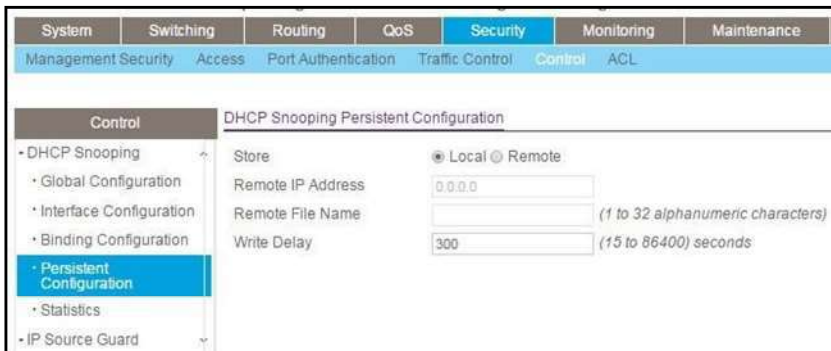 System Switching Routing QoS Security Monitoring Maintenance
Management Security Access Port Authentication Traffic Control Control ACL
Control
DHCP Snooping
Global Configuration
Interface Configuration
Binding Configuration
Persistent
Configuration
Statistics
IP Source Guard
DHCP Snooping Persistent Configuration
Store Local Remote
Remote IP Address 0.0.0.0
Remote File Name (1 to 32 alphanumeric characters)
Write Delay 300 (15 to 86400) seconds